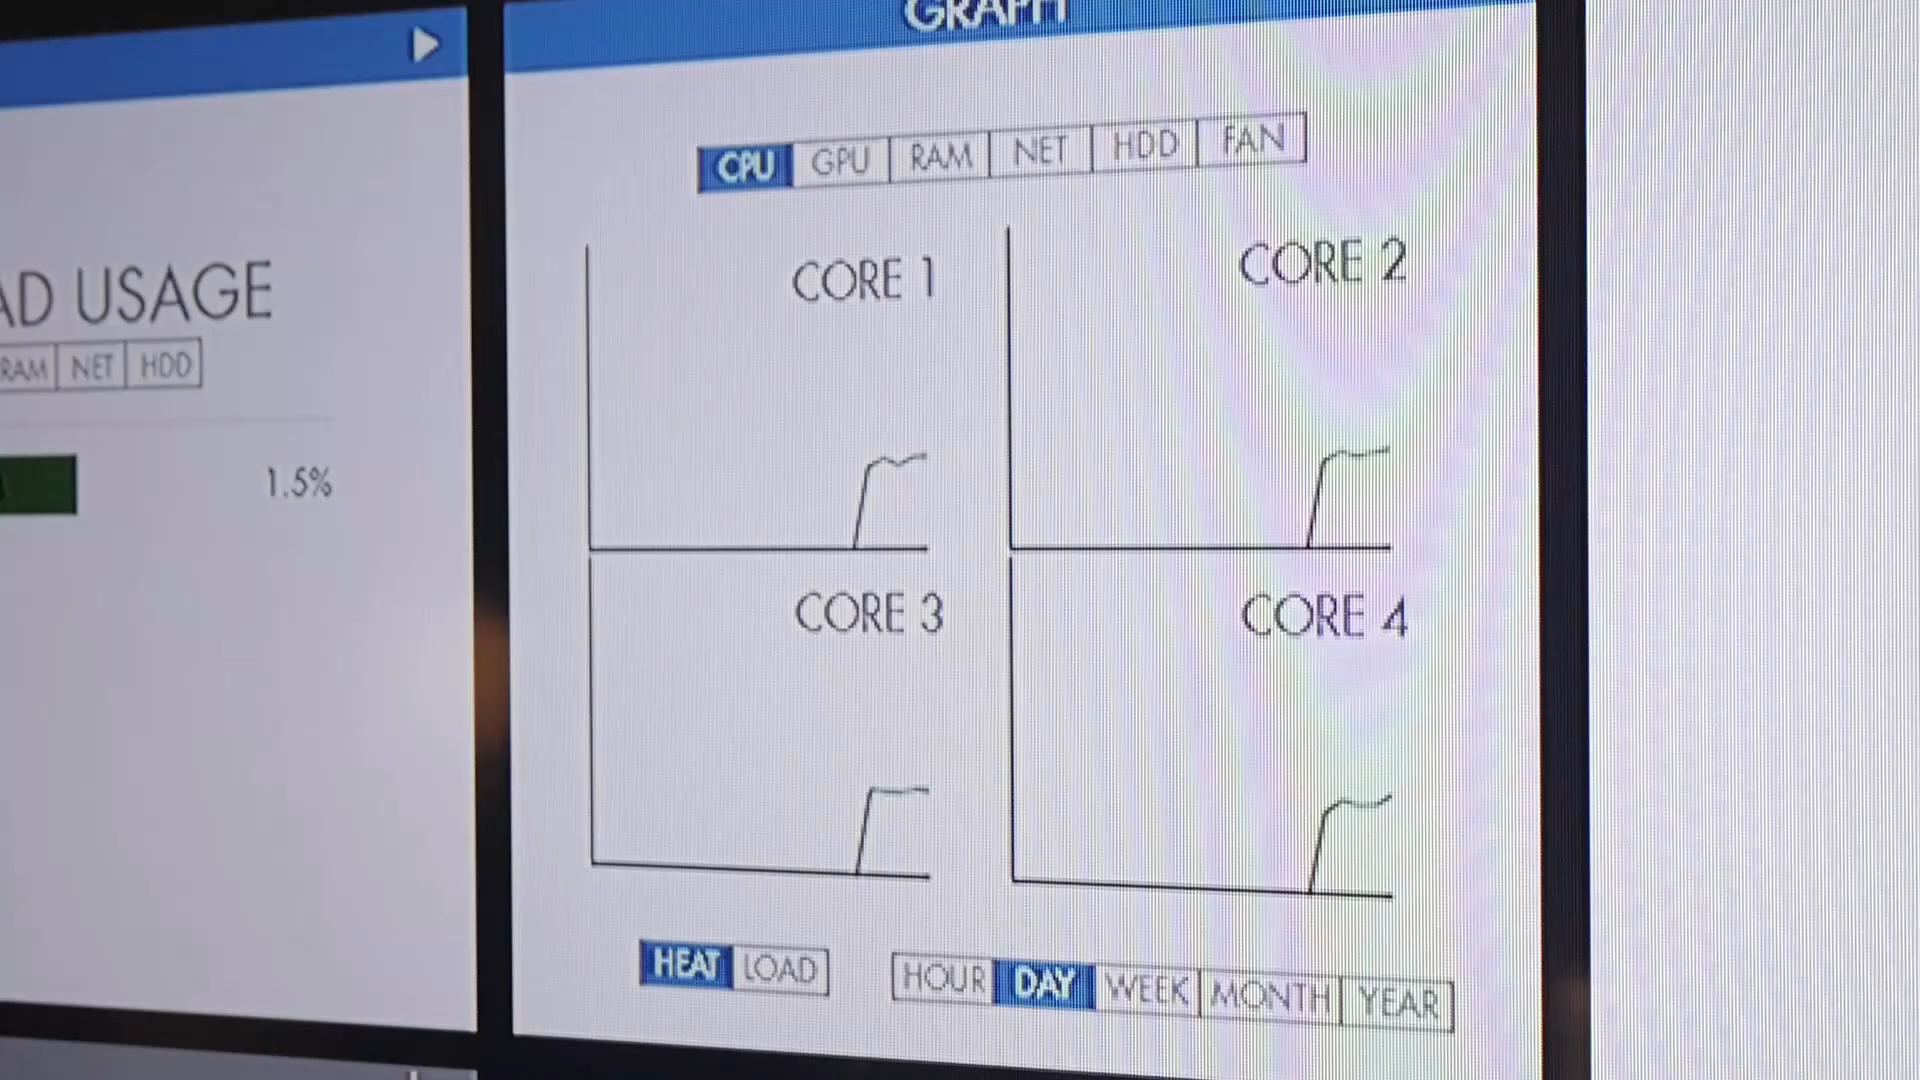 GRAPH
AD USAGE
RAM NET HDD
1.5%
CPU GPU RAM NET HDD FAN
CORE 1
CORE 2
CORE 3
CORE 4
HEAT LOAD
HOUR DAY WEEK MONTH YEAR